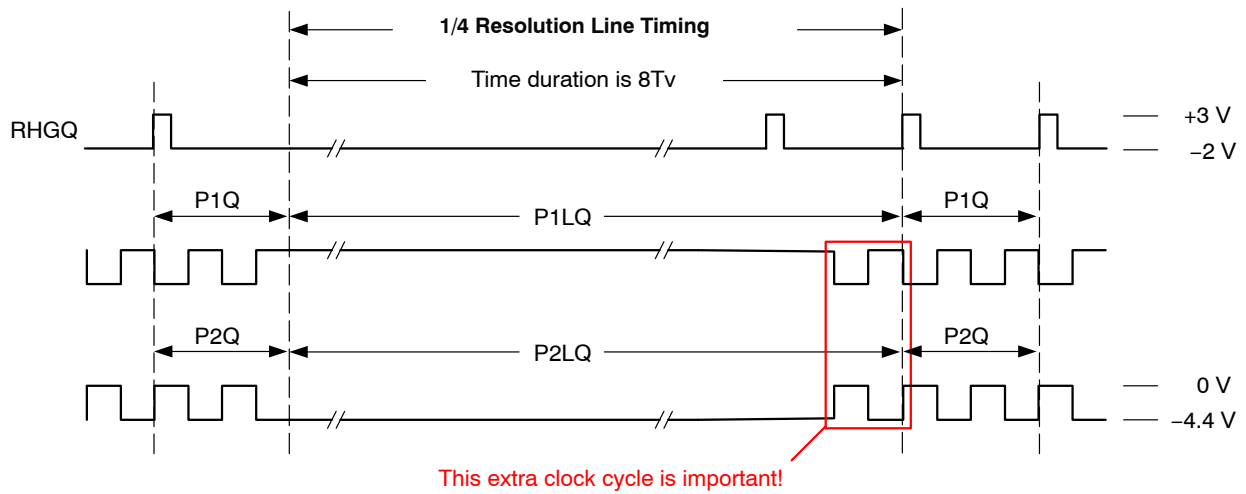 1/4 Resolution Line Timing
Time duration is 8Tv
RHGQ
+3 V
−2 V
P1Q
P1LQ
P1Q
P2Q
P2LQ
P2Q
0 V
−4.4 V
This extra clock cycle is important!